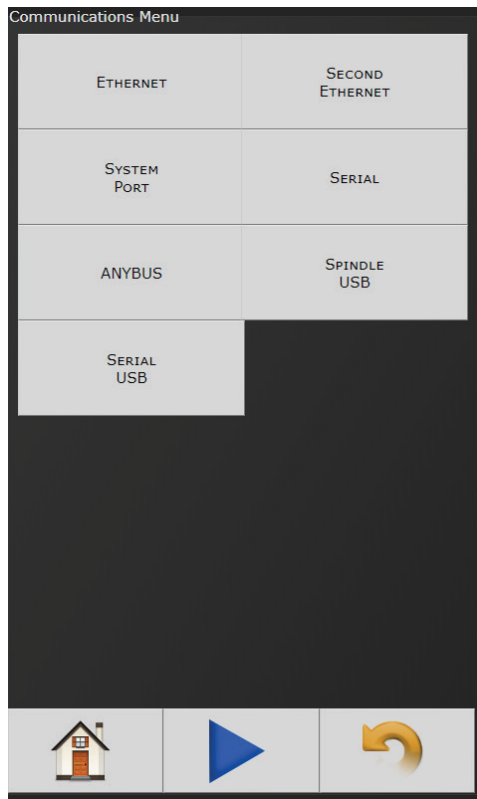 Communications Menu
Ethernet
Second
Ethernet
System
Port
Serial
ANYBUS
Spindle
USB
Serial
USB